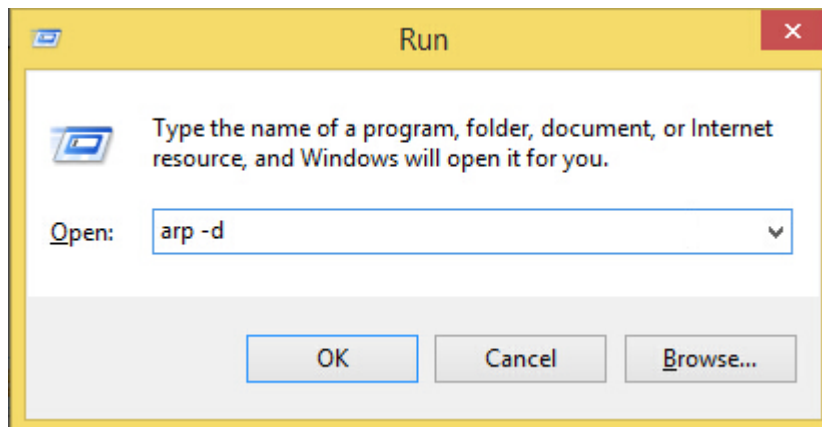 Run
Type the name of a program, folder, document, or Internet
resource, and Windows will open it for you.
Open: arp -d
OK Cancel Browse...